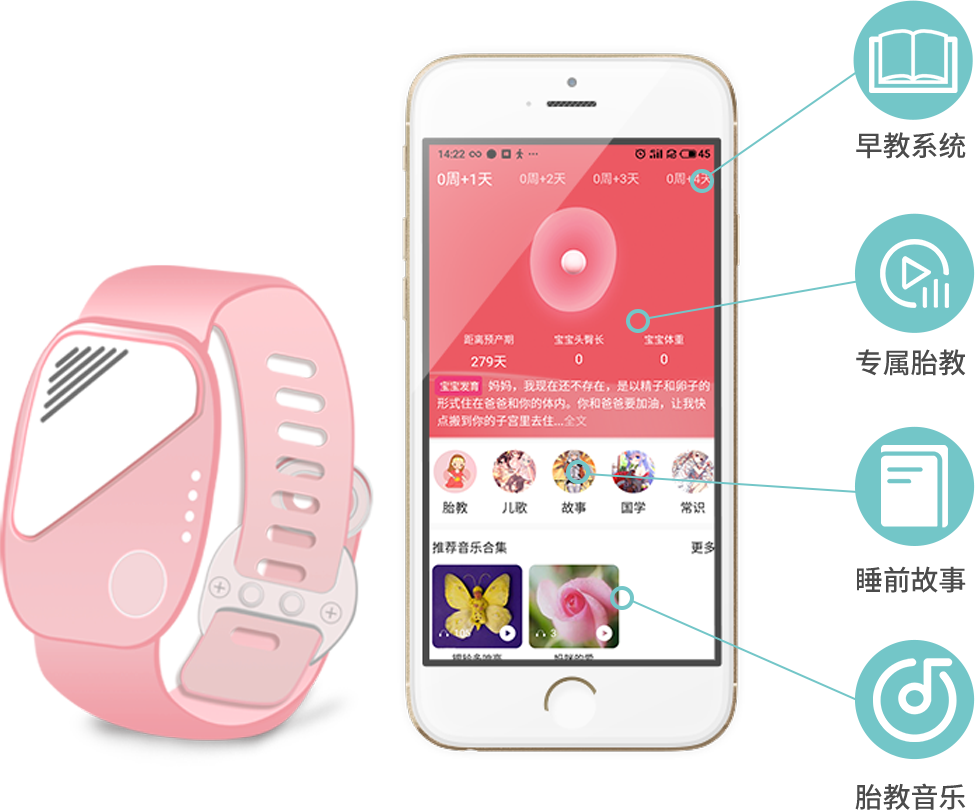 14:22
45
0周+1天
0周+2天
0周+3天
0周+4天
距离预产期
宝宝头臀长
宝宝体重
279天
0
0
宝宝发育 妈妈，我现在还不存在，是以精子和卵子的
形式住在爸爸和你的体内。你和爸爸要加油，让我快
点搬到你的子宫里去住...全文
胎教
儿歌
故事
国学
常识
推荐音乐合集
更多
105
3
妈咪的爱
早教系统
专属胎教
睡前故事
胎教音乐